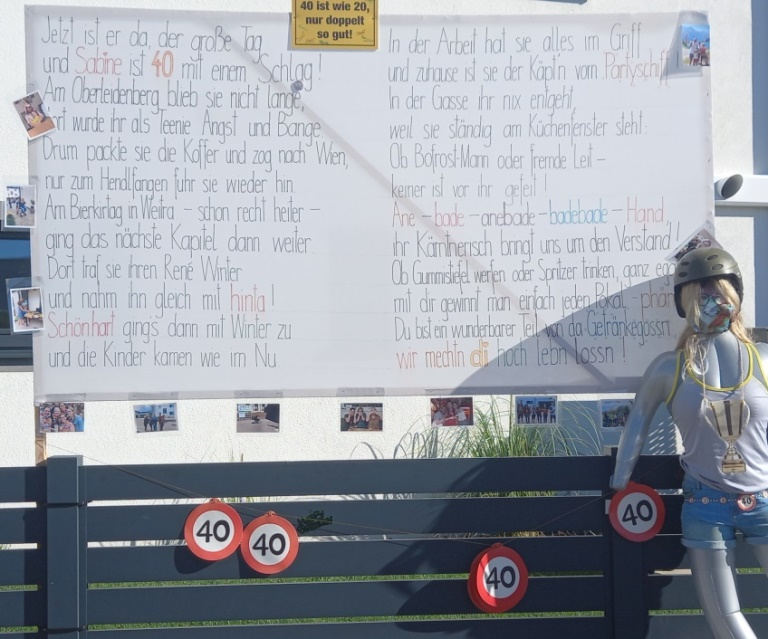 40 ist wie 20,
nur doppelt
so gut!
Jetzt ist er da, der große Tag
und Sabine ist 40 mit einem Schlag!
Am Oberleidenberg blieb sie nicht lange,
dort wurde ihr als Teenie Angst und Bange.
Drum packte sie die Koffer und zog nach Wien,
nur zum Hendlfangen fuhr sie wieder hin.
Am Bierkirtag in Weitra - schon recht heiter -
ging das nächste Kapitel dann weiter.
Dort traf sie ihren René Winter
und nahm ihn gleich mit hinta!
Schönhart ging's dann mit Winter zu
und die Kinder kamen wie im Nu.
In der Arbeit hat sie alles im Griff
und zuhause ist sie der Käpt'n vom Partyschiff.
In der Gasse ihr nix entgeht,
weil sie ständig am Küchenfenster steht:
Ob Bofrost-Mann oder fremde Leit -
keiner ist vor ihr gefeit!
Ane - bade - anebade - badebade - Hand,
ihr Kärntnerisch bringt uns um den Verstand!
Ob Gummistiefel werfen oder Spritzer trinken, ganz
mit dir gewinnt man einfach jeden Pokal -
Du bist ein wunderbarer Teil von da Getränkegossn,
wir mechtn di hoch lebn lossn!
40
40
40
40